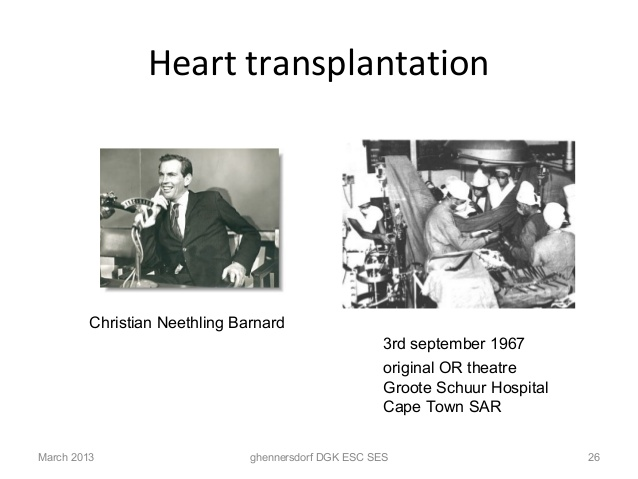 Heart transplantation
Christian Neethling Barnard
3rd september 1967
original OR theatre
Groote Schuur Hospital
Cape Town SAR
March 2013
ghennersdorf DGK ESC SES
26